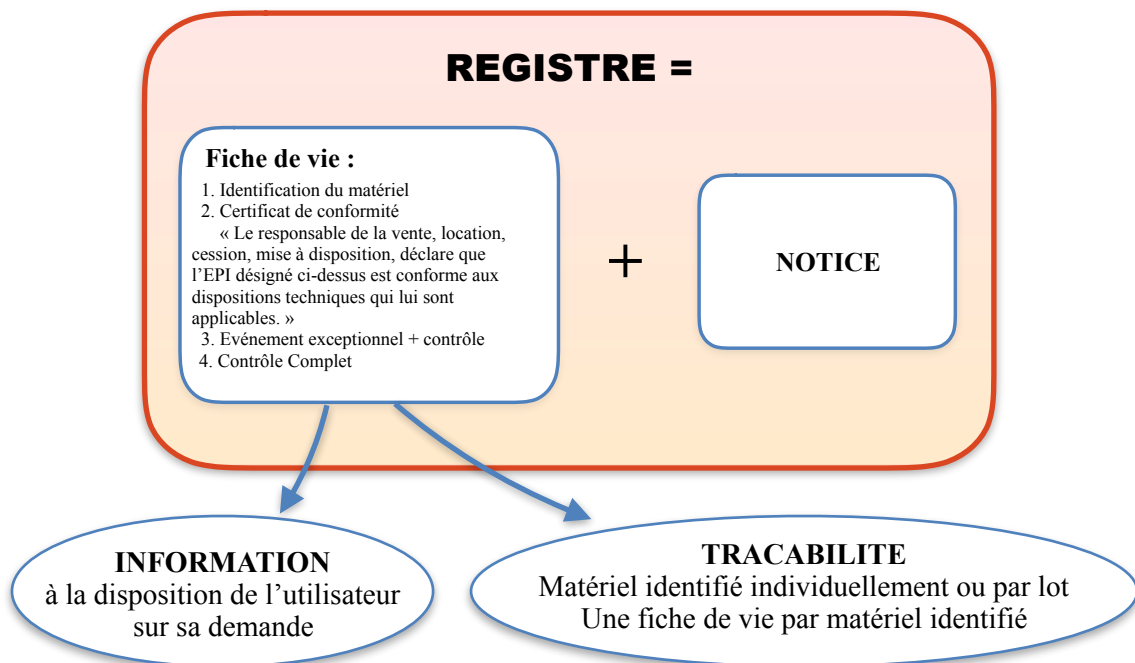 REGISTRE =
Fiche de vie :
1. Identification du matériel
2. Certificat de conformité
« Le responsable de la vente, location,
cession, mise à disposition, déclare que
l’EPI désigné ci-dessus est conforme aux
dispositions techniques qui lui sont
applicables. »
3. Evénement exceptionnel + contrôle
4. Contrôle Complet
+
NOTICE
INFORMATION
à la disposition de l’utilisateur
sur sa demande
TRACABILITE
Matériel identifié individuellement ou par lot
Une fiche de vie par matériel identifié